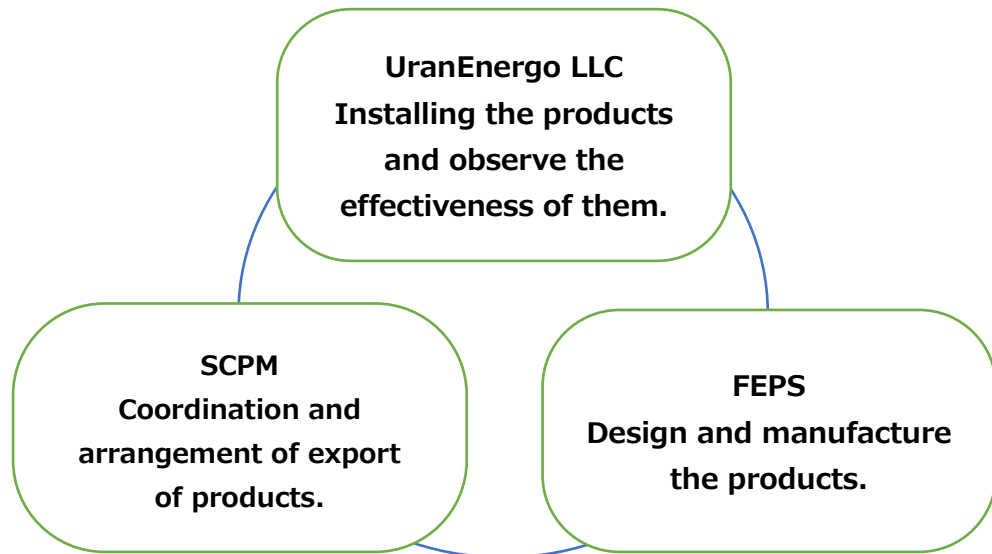 UranEnergo LLC
Installing the products
and observe the
effectiveness of them.
SCPM
Coordination and
arrangement of export
of products.
FEPS
Design and manufacture
the products.